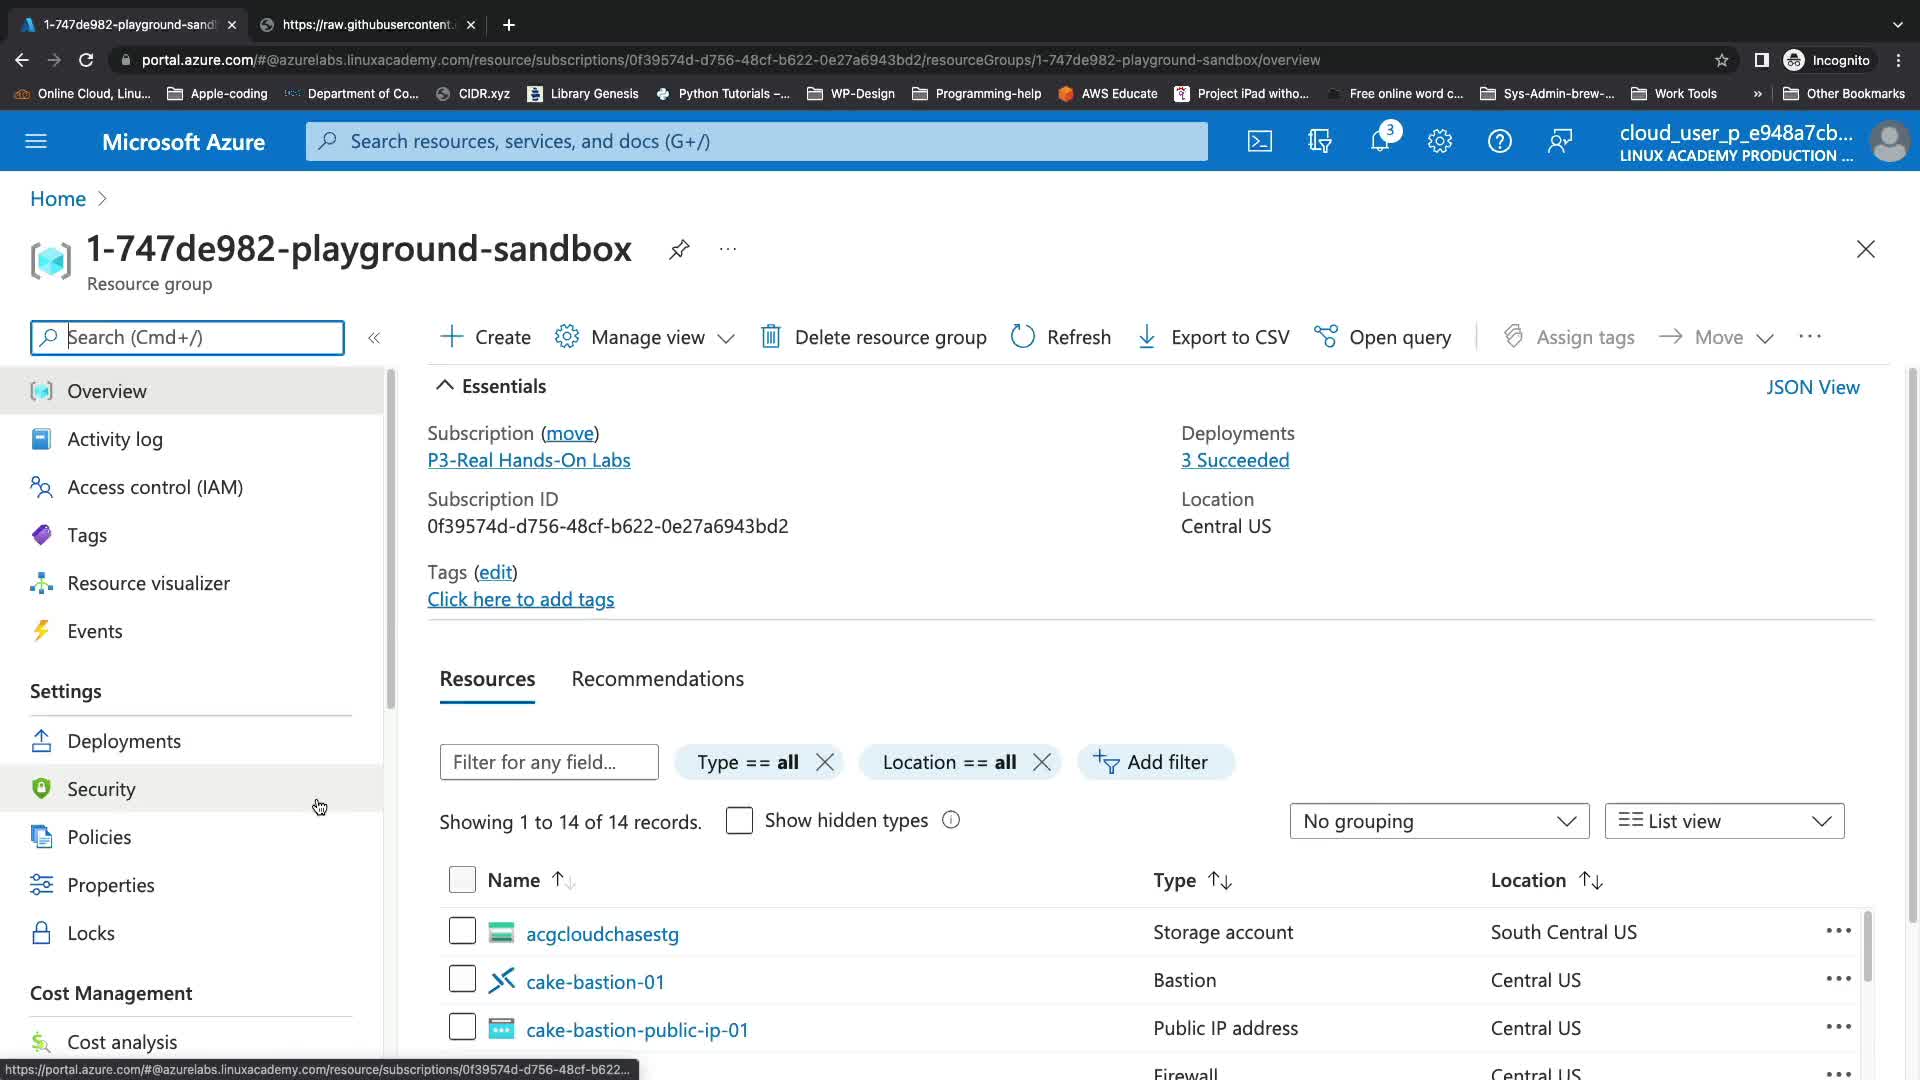 1-747de982-playground-sand
https://raw.githubusercontent.
portal.azure.com/#@azurelabs.linuxacademy.com/resource/subscriptions/0f39574d-d756-48cf-b622-0e27a6943bd2/resourceGroups/1-747de982-playground-sandbox/overview
Incognito
Online Cloud, Linu...
Apple-coding
Department of Co...
CIDR.xyz
Library Genesis
Python Tutorials –...
WP-Design
Programming-help
AWS Educate
Project iPad witho...
Free online word c...
Sys-Admin-brew-...
Work Tools
»
Other Bookmarks
Microsoft Azure
Search resources, services, and docs (G+/)
3
cloud_user_p_e948a7cb...
LINUX ACADEMY PRODUCTION ...
Home
1-747de982-playground-sandbox
...
Resource group
Search (Cmd+/)
«
Create
Manage view
Delete resource group
Refresh
Export to CSV
Open query
Assign tags
Move
...
Overview
Activity log
Access control (IAM)
Tags
Resource visualizer
Events
Settings
Deployments
Security
Policies
Properties
Locks
Cost Management
Cost analysis
Essentials
JSON View
Subscription (move)
P3-Real Hands-On Labs
Subscription ID
0f39574d-d756-48cf-b622-0e27a6943bd2
Tags (edit)
Click here to add tags
Deployments
3 Succeeded
Location
Central US
Resources
Recommendations
Filter for any field...
Type == all
Location == all
Add filter
Showing 1 to 14 of 14 records.
Show hidden types
No grouping
List view
Name
Type
Location
acgcloudchasestg
Storage account
South Central US
...
cake-bastion-01
Bastion
Central US
...
cake-bastion-public-ip-01
Public IP address
Central US
...
Firewall
Central US
...
https://portal.azure.com/#@azurelabs.linuxacademy.com/resource/subscriptions/0f39574d-d756-48cf-b622...